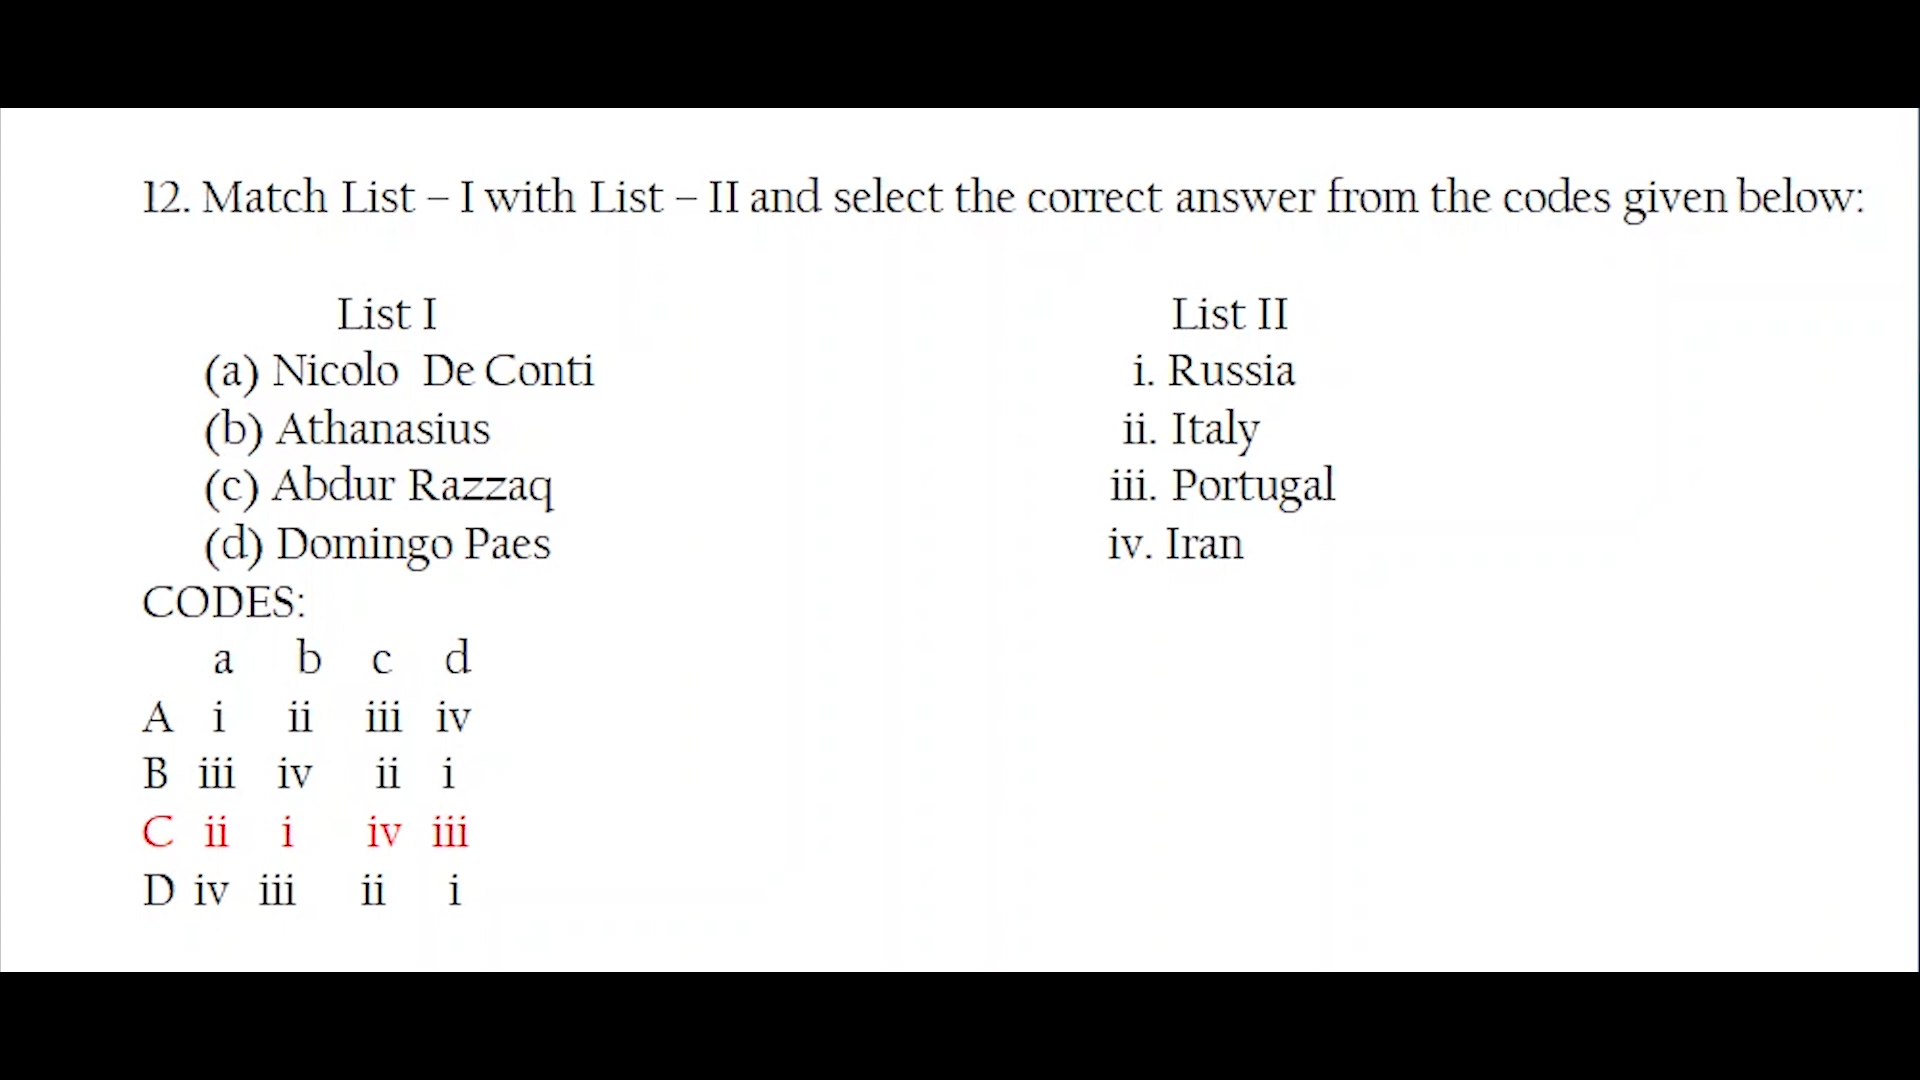 12. Match List – I with List – II and select the correct answer from the codes given below:
List I List II
(a) Nicolo De Conti i. Russia
(b) Athanasius ii. Italy
(c) Abdur Razzaq iii. Portugal
(d) Domingo Paes iv. Iran
CODES:
a b c d
A i ii iii iv
B iii iv ii i
C ii i iv iii
D iv iii ii i